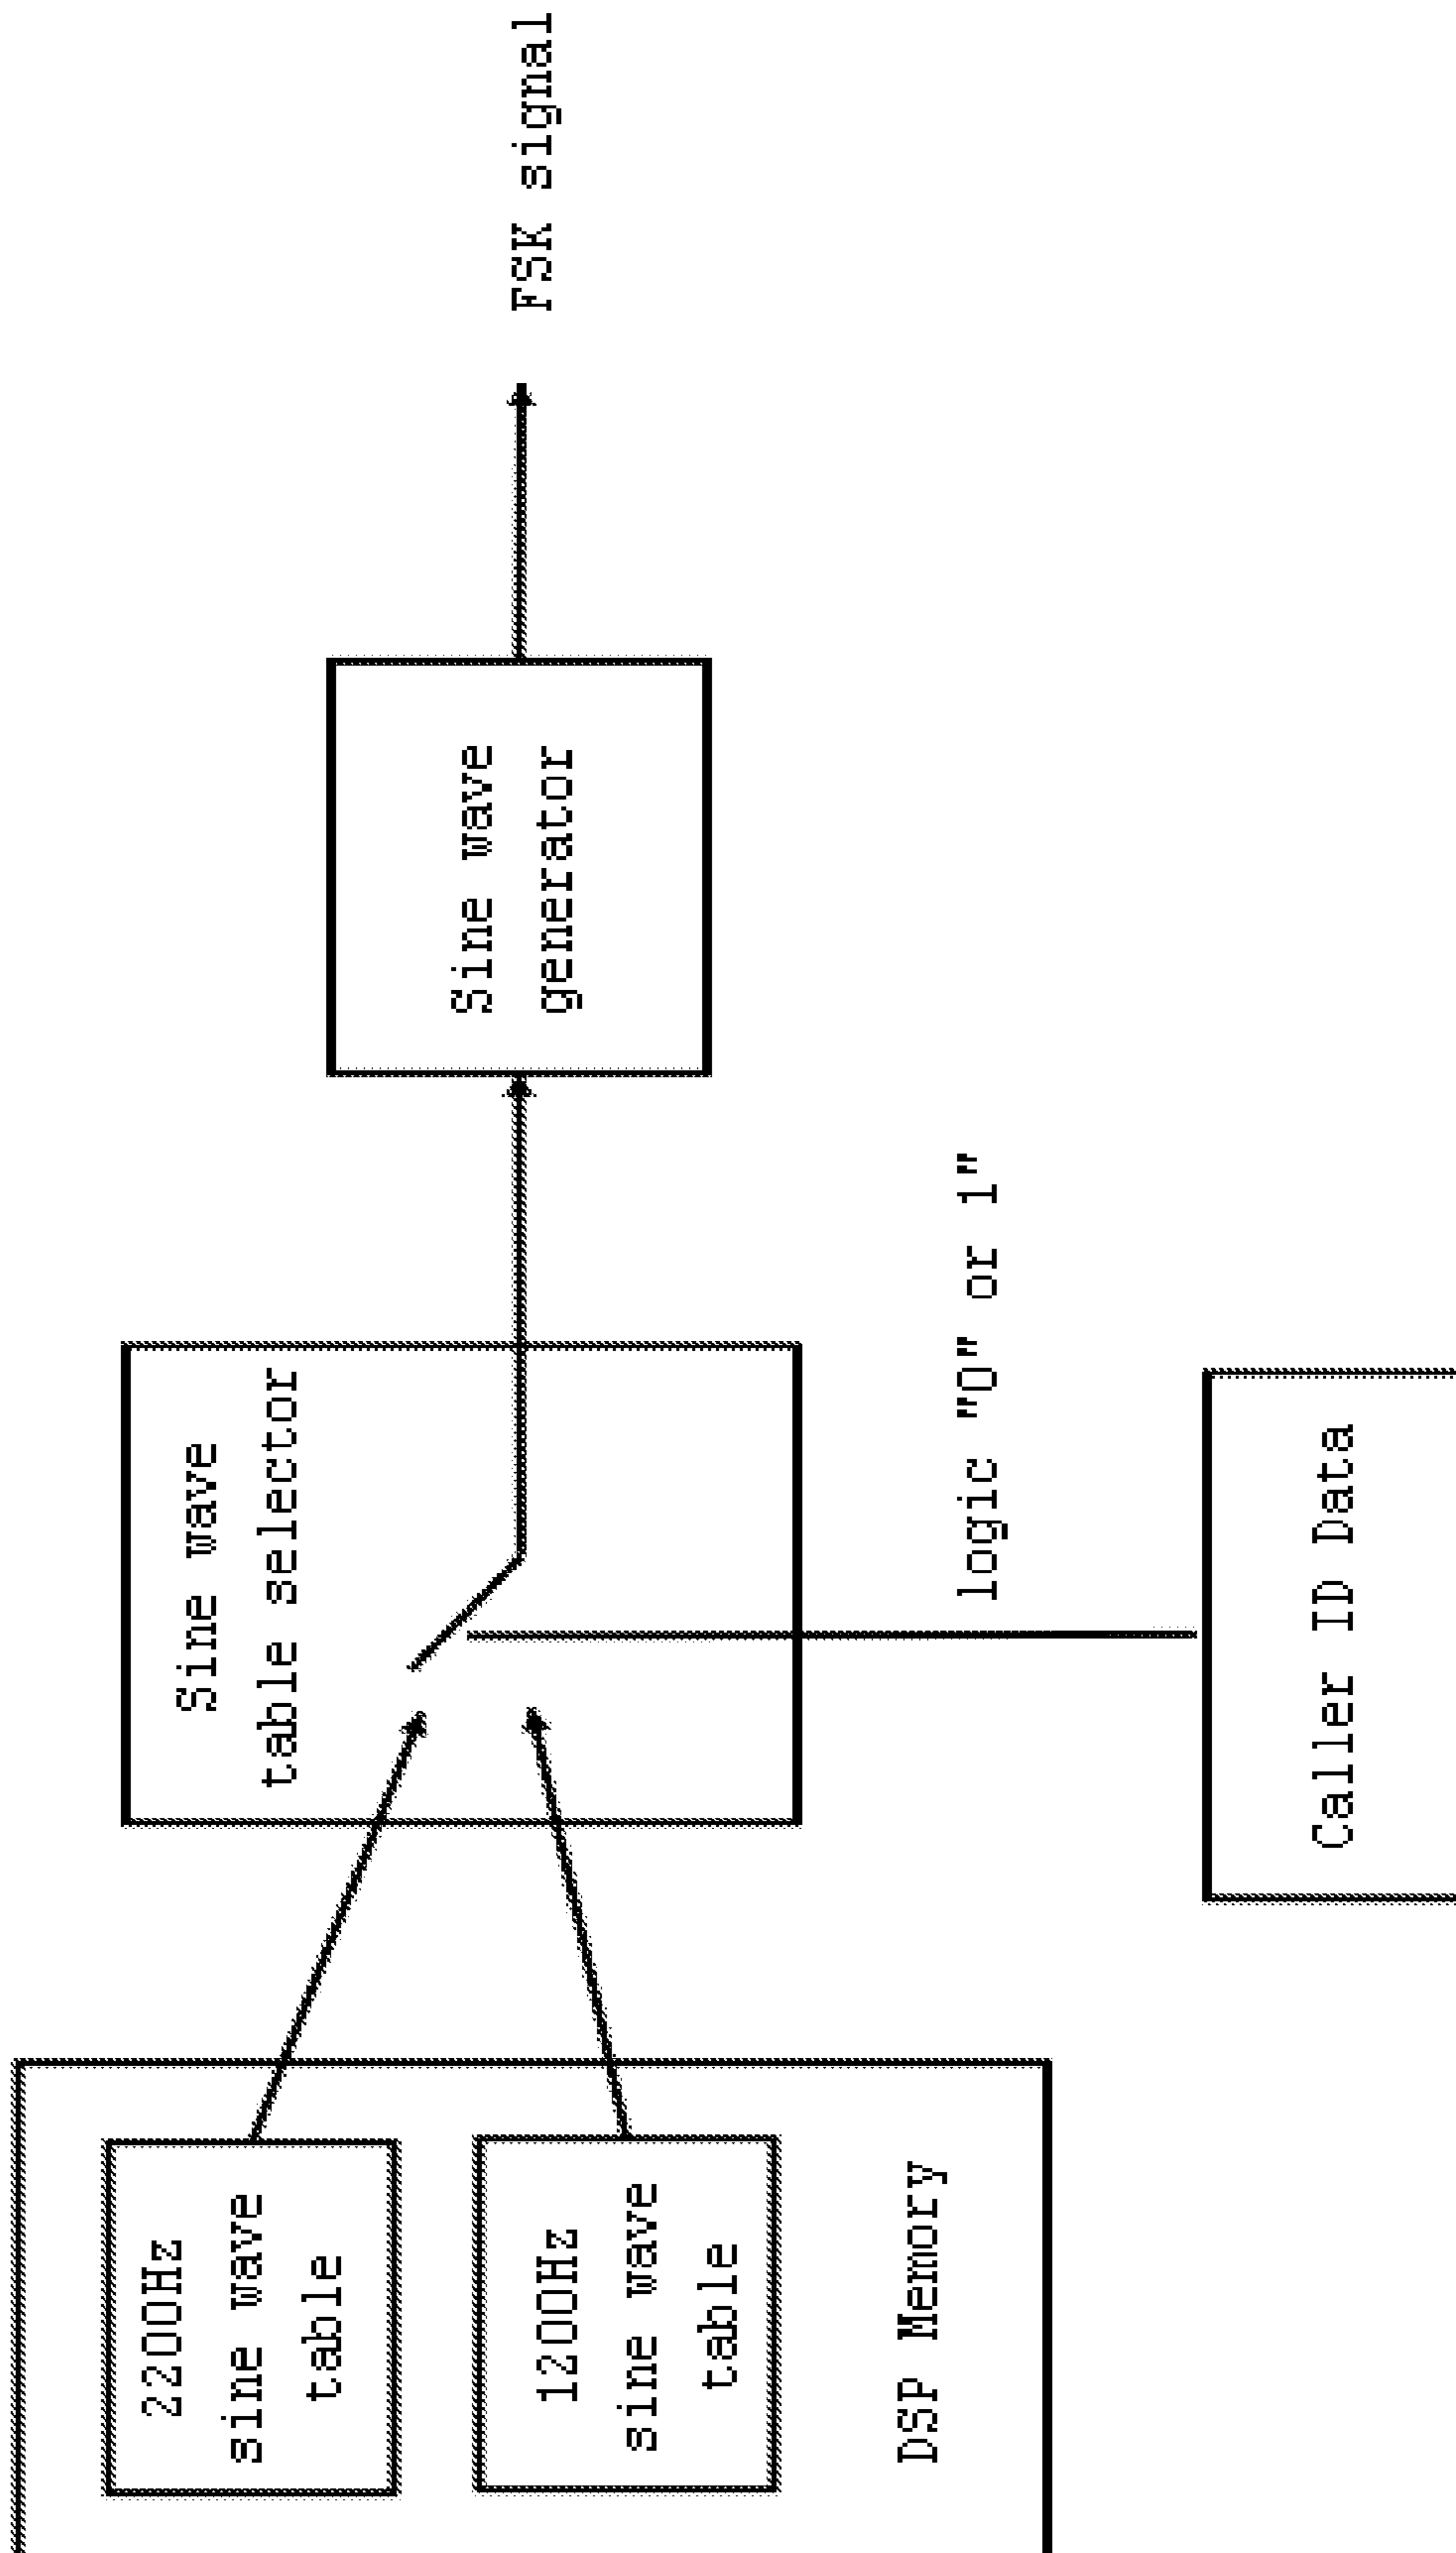 2200Hz
sine wave
table
1200Hz
sine wave
table
DSP Memory
Sine wave
table selector
logic "0" or 1"
Caller ID Data
Sine wave
generator
FSK signal